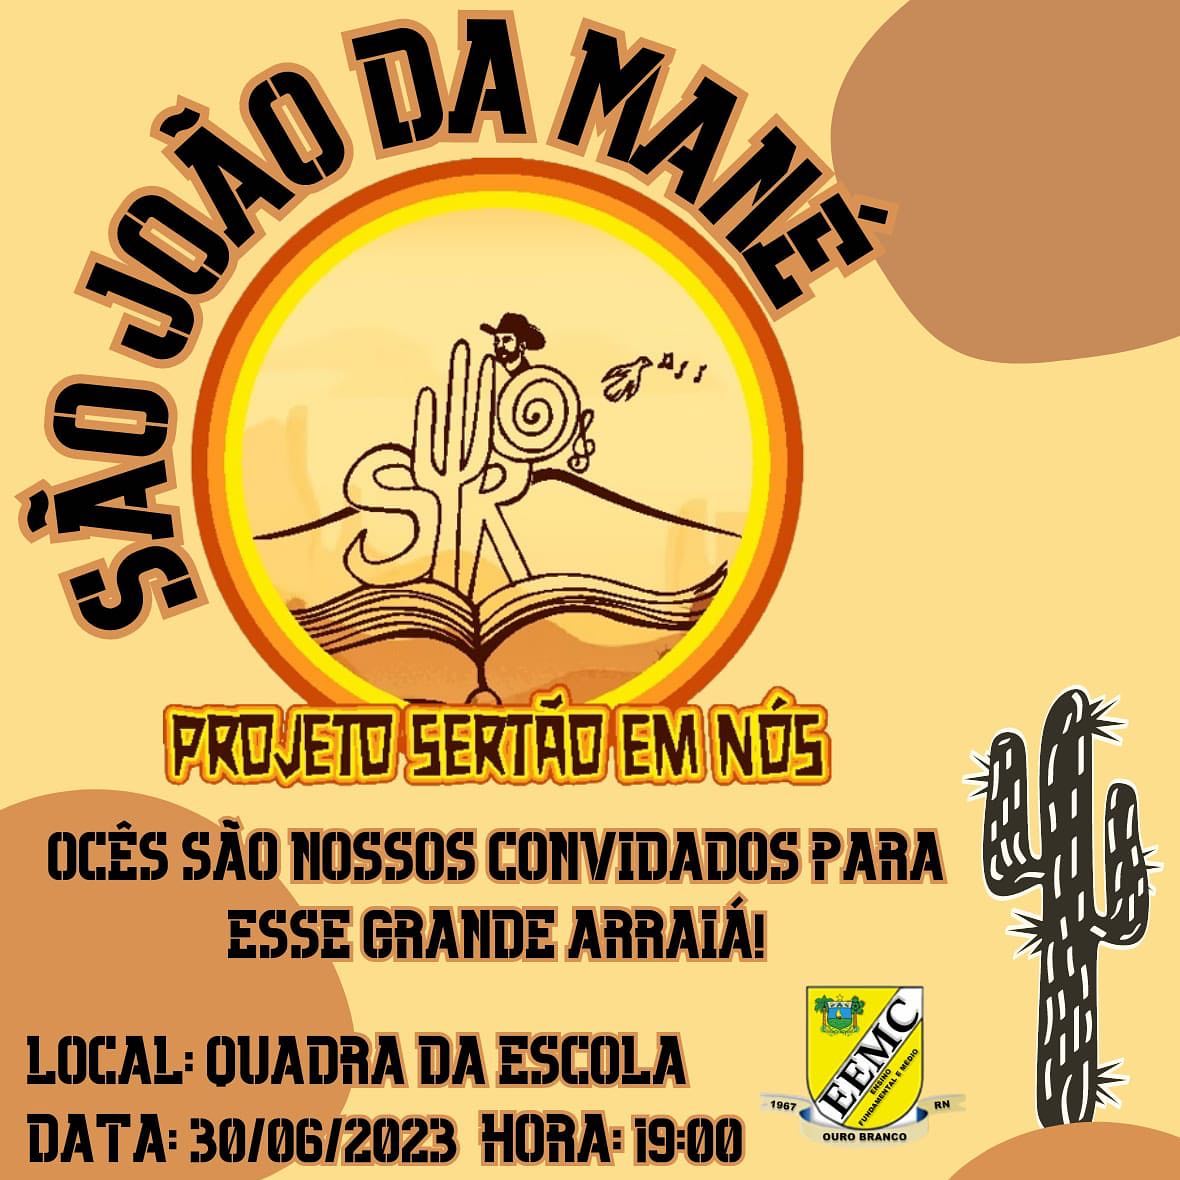 SÃO JOÃO DA MANÉ
PROJETO SERTÃO EM NÓS
OCÊS SÃO NOSSOS CONVIDADOS PARA
ESSE GRANDE ARRAIÁ!
LOCAL: QUADRA DA ESCOLA
DATA: 30/06/2023 HORA: 19:00
EEMC
ENSINO
FUNDAMENTAL E MÉDIO
1967 RN
OURO BRANCO